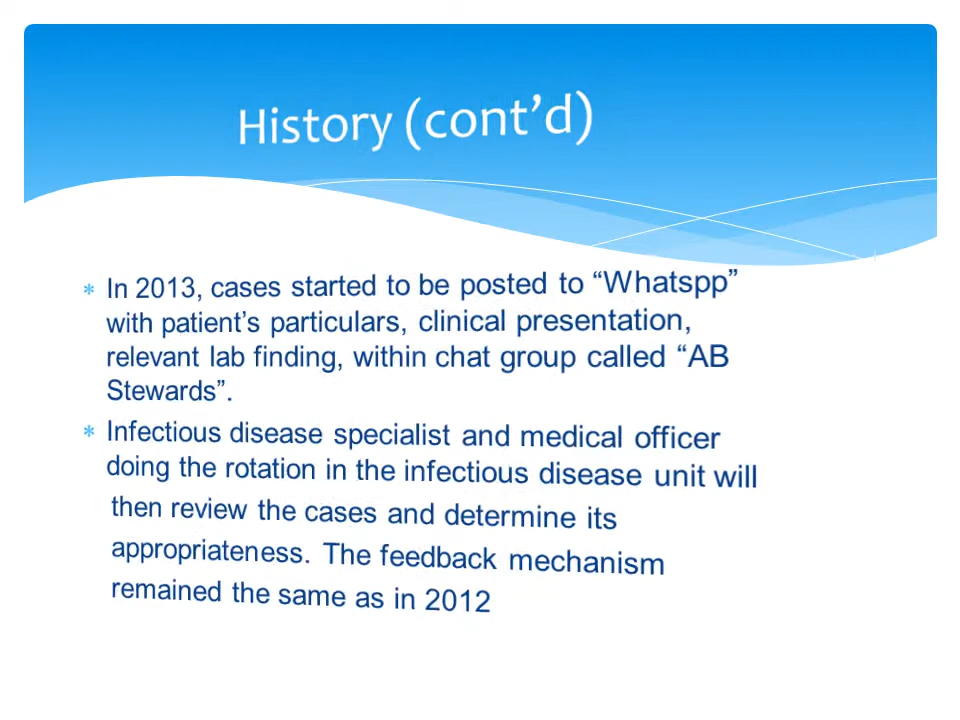 History (cont’d)
* In 2013, cases started to be posted to “Whatspp”
with patient’s particulars, clinical presentation,
relevant lab finding, within chat group called “AB
Stewards”.
* Infectious disease specialist and medical officer
doing the rotation in the infectious disease unit will
then review the cases and determine its
appropriateness. The feedback mechanism
remained the same as in 2012